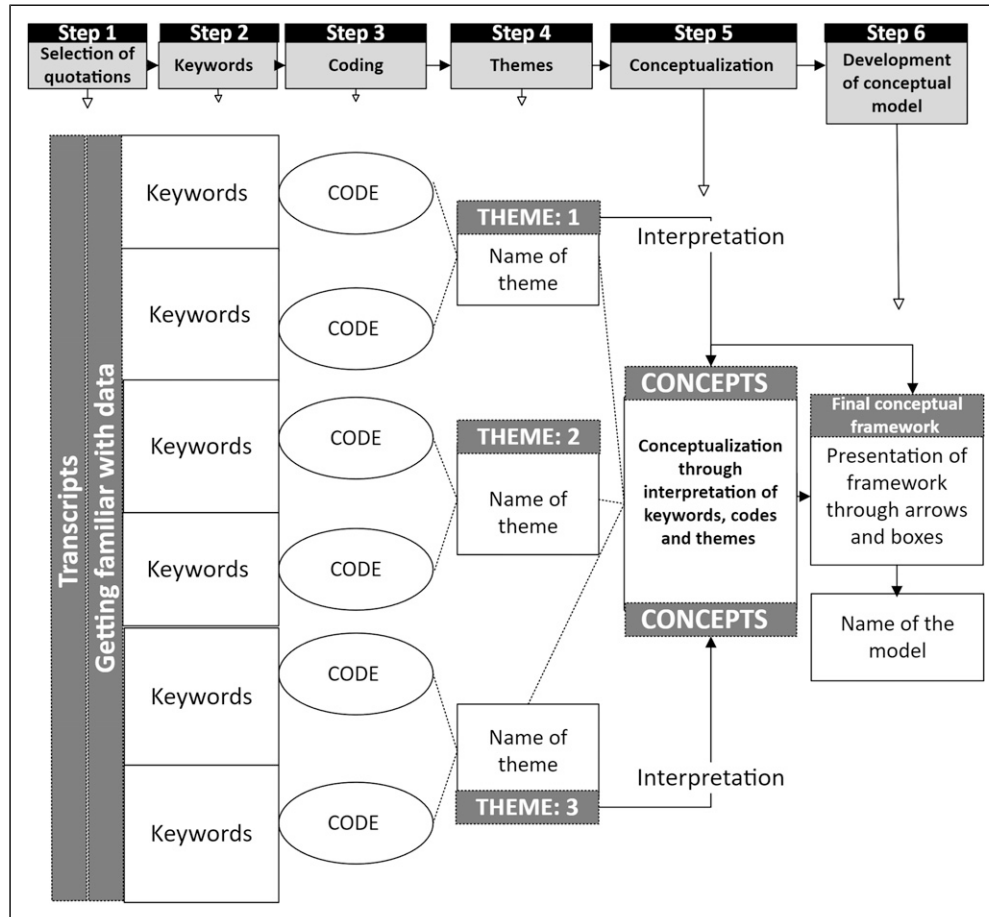 Step 1
Selection of
quotations
Step 2
Keywords
Step 3
Coding
Step 4
Themes
Step 5
Conceptualization
Step 6
Development
of conceptual
model
Transcripts
Getting familiar with data
Keywords
Keywords
Keywords
Keywords
Keywords
Keywords
CODE
CODE
CODE
CODE
CODE
CODE
THEME: 1
Name of
theme
THEME: 2
Name of
theme
Name of
theme
THEME: 3
Interpretation
CONCEPTS
Conceptualization
through
interpretation of
keywords, codes
and themes
CONCEPTS
Interpretation
Final conceptual
framework
Presentation of
framework
through arrows
and boxes
Name of the
model